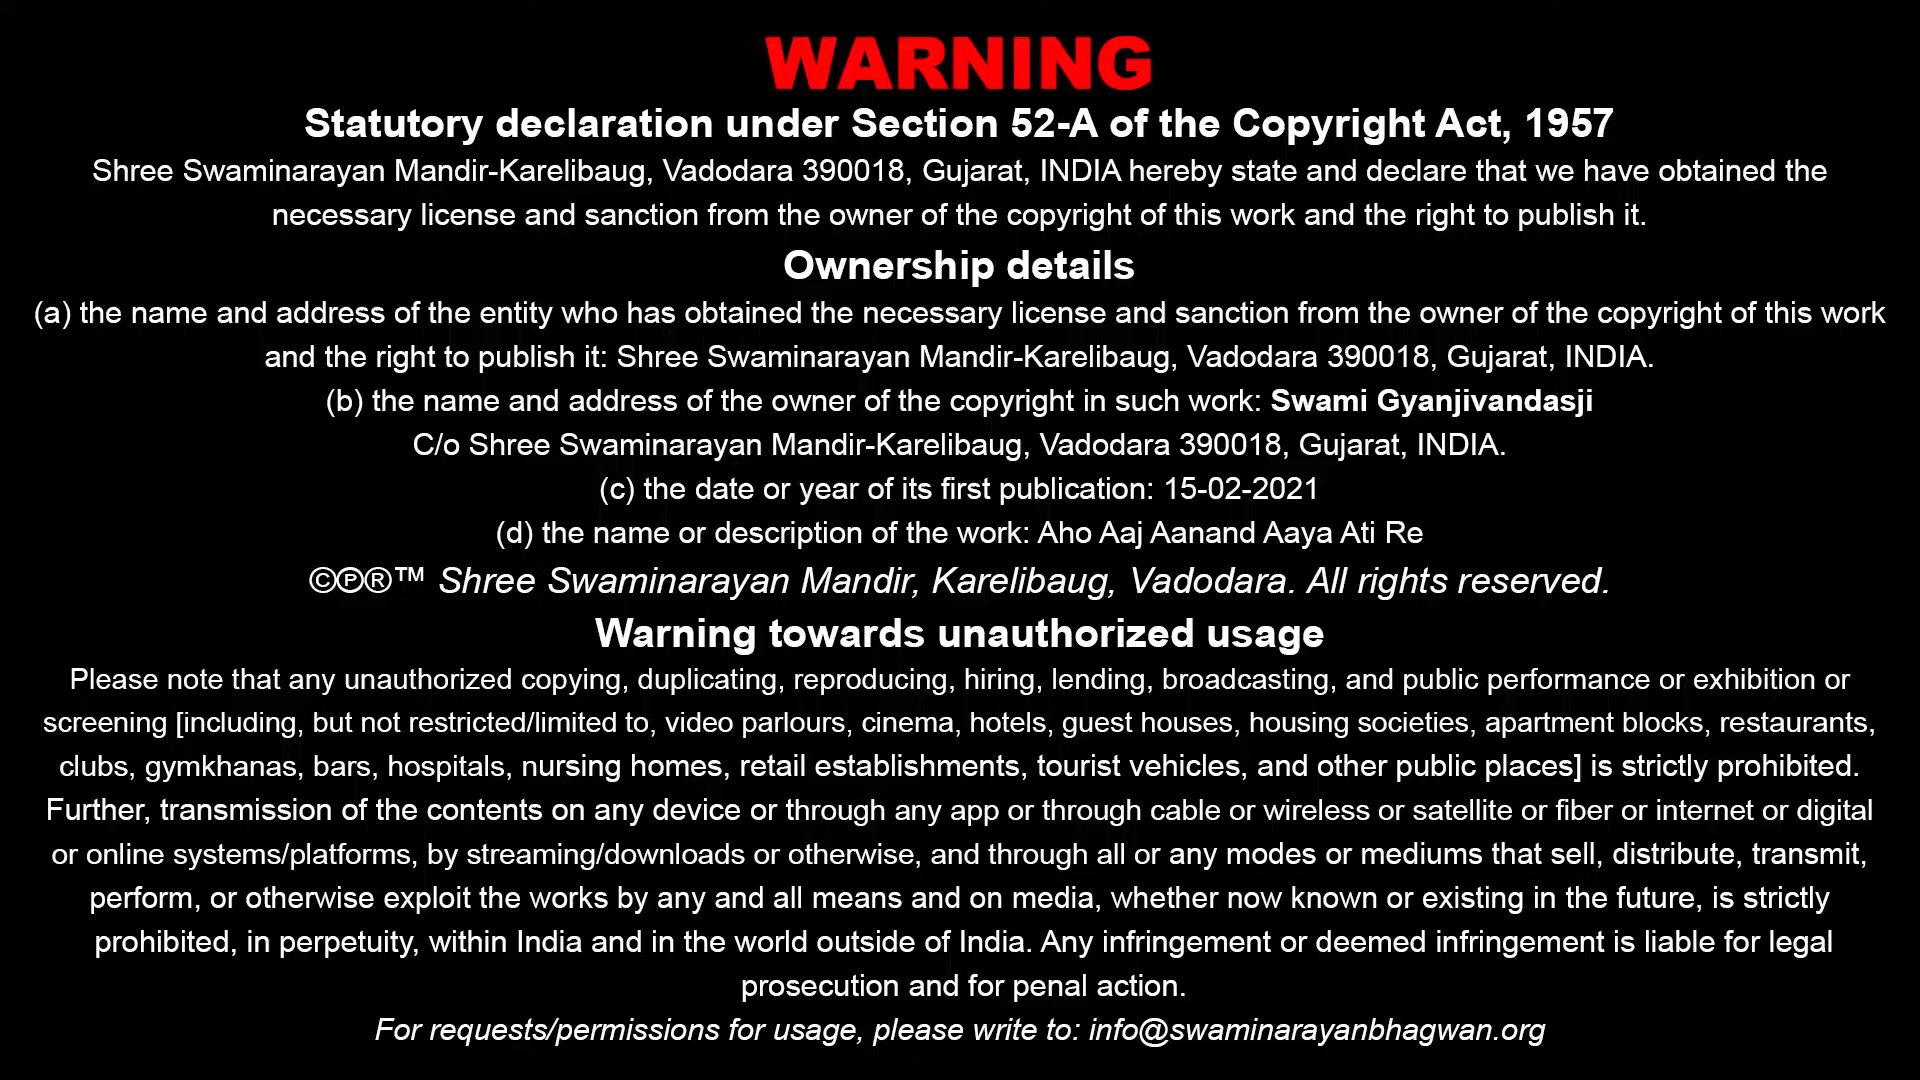 WARNING
Statutory declaration under Section 52-A of the Copyright Act, 1957
Shree Swaminarayan Mandir-Karelibaug, Vadodara 390018, Gujarat, INDIA hereby state and declare that we have obtained the
necessary license and sanction from the owner of the copyright of this work and the right to publish it.
Ownership details
(a) the name and address of the entity who has obtained the necessary license and sanction from the owner of the copyright of this work
and the right to publish it: Shree Swaminarayan Mandir-Karelibaug, Vadodara 390018, Gujarat, INDIA.
(b) the name and address of the owner of the copyright in such work: Swami Gyanjivandasji
C/o Shree Swaminarayan Mandir-Karelibaug, Vadodara 390018, Gujarat, INDIA.
(c) the date or year of its first publication: 15-02-2021
(d) the name or description of the work: Aho Aaj Aanand Aaya Ati Re
©℗®™ Shree Swaminarayan Mandir, Karelibaug, Vadodara. All rights reserved.
Warning towards unauthorized usage
Please note that any unauthorized copying, duplicating, reproducing, hiring, lending, broadcasting, and public performance or exhibition or
screening [including, but not restricted/limited to, video parlours, cinema, hotels, guest houses, housing societies, apartment blocks, restaurants,
clubs, gymkhanas, bars, hospitals, nursing homes, retail establishments, tourist vehicles, and other public places] is strictly prohibited.
Further, transmission of the contents on any device or through any app or through cable or wireless or satellite or fiber or internet or digital
or online systems/platforms, by streaming/downloads or otherwise, and through all or any modes or mediums that sell, distribute, transmit,
perform, or otherwise exploit the works by any and all means and on media, whether now known or existing in the future, is strictly
prohibited, in perpetuity, within India and in the world outside of India. Any infringement or deemed infringement is liable for legal
prosecution and for penal action.
For requests/permissions for usage, please write to: info@swaminarayanbhagwan.org